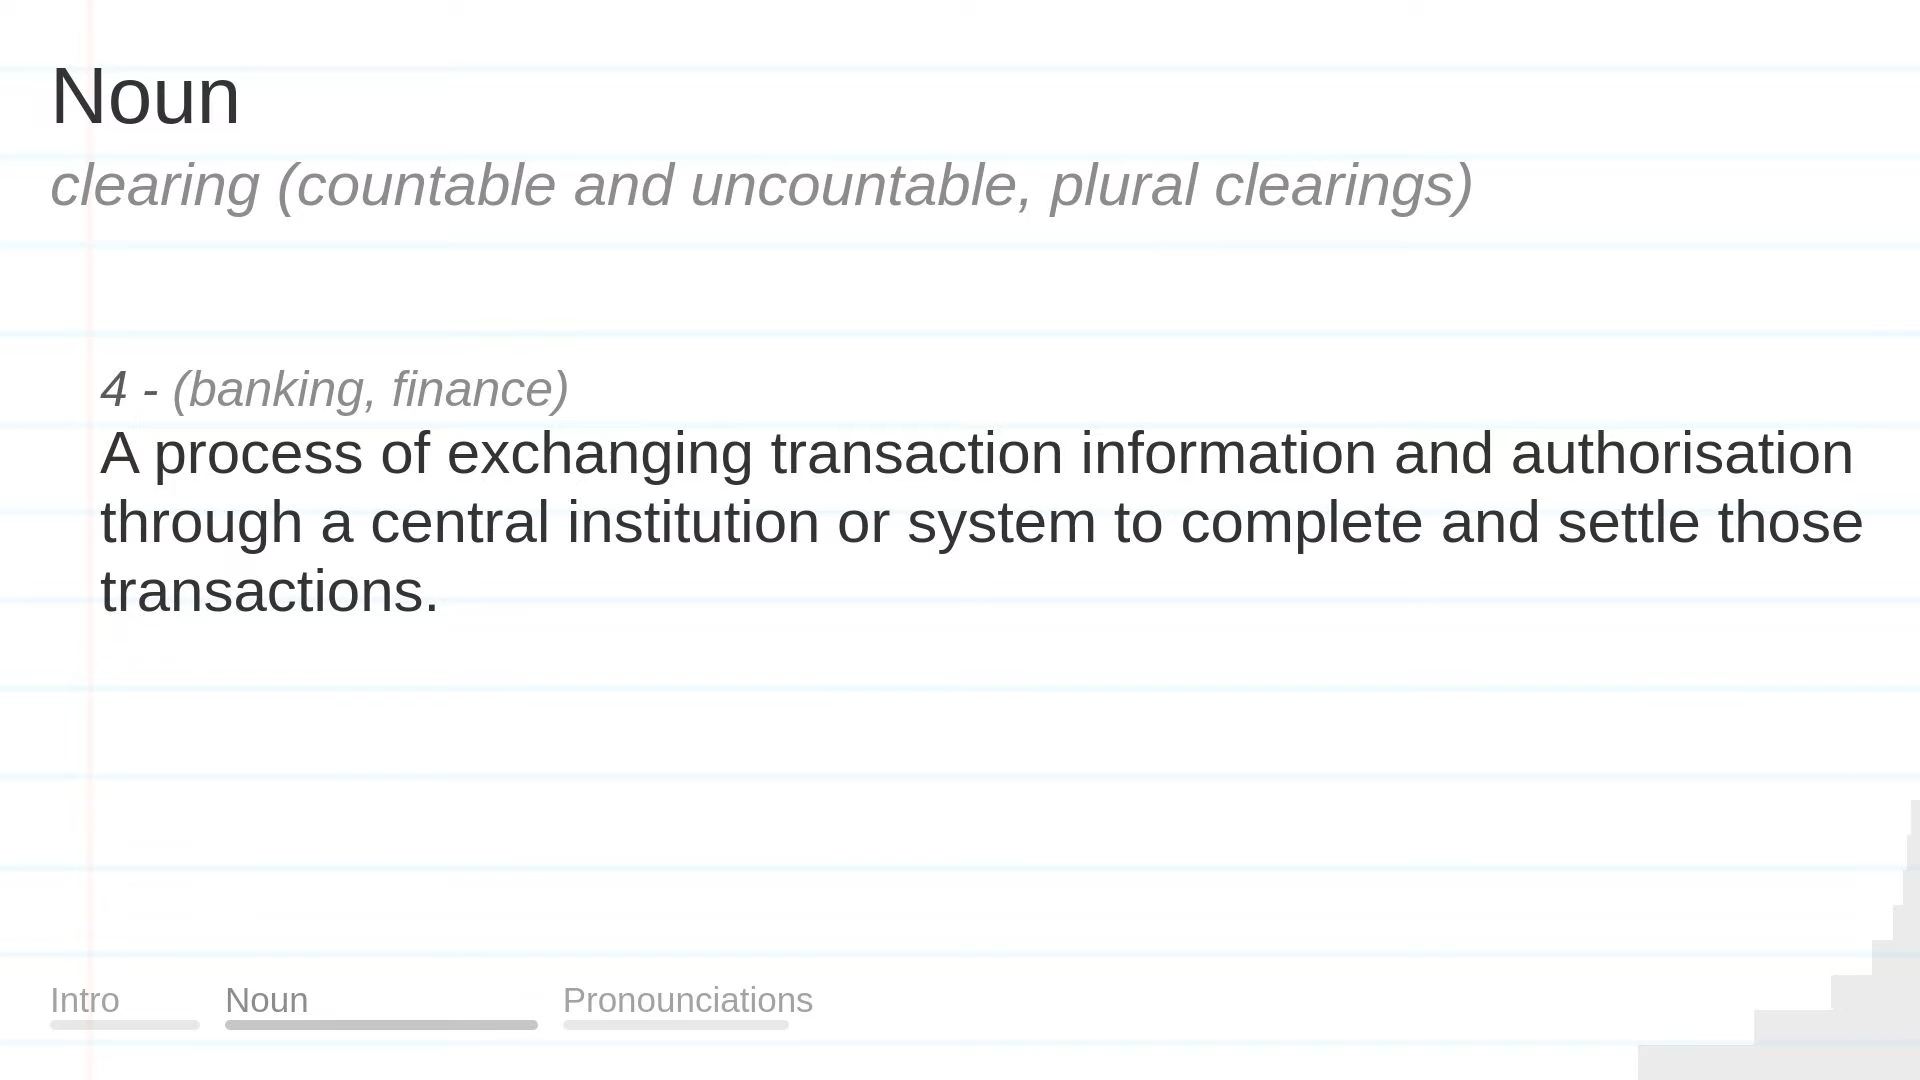 Noun
clearing (countable and uncountable, plural clearings)
4 - (banking, finance)
A process of exchanging transaction information and authorisation
through a central institution or system to complete and settle those
transactions.
Intro
Noun
Pronounciations